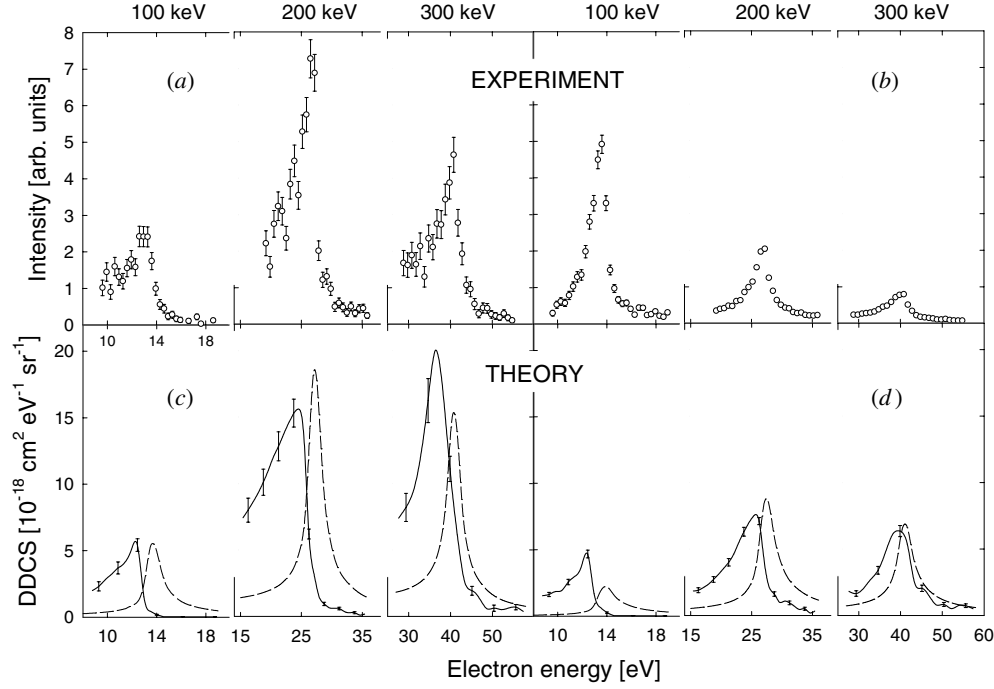 100 keV 200 keV 300 keV 100 keV 200 keV 300 keV
8
7
6
5
4
3
2
1
0
Intensity [arb. units]
(a) EXPERIMENT (b)
10 14 18
20
15
10
5
0
DDCS [10⁻¹⁸ cm² eV⁻¹ sr⁻¹]
THEORY
(c) (d)
10 14 18 15 25 35 30 40 50 10 14 18 15 25 35 30 40 50 60
Electron energy [eV]